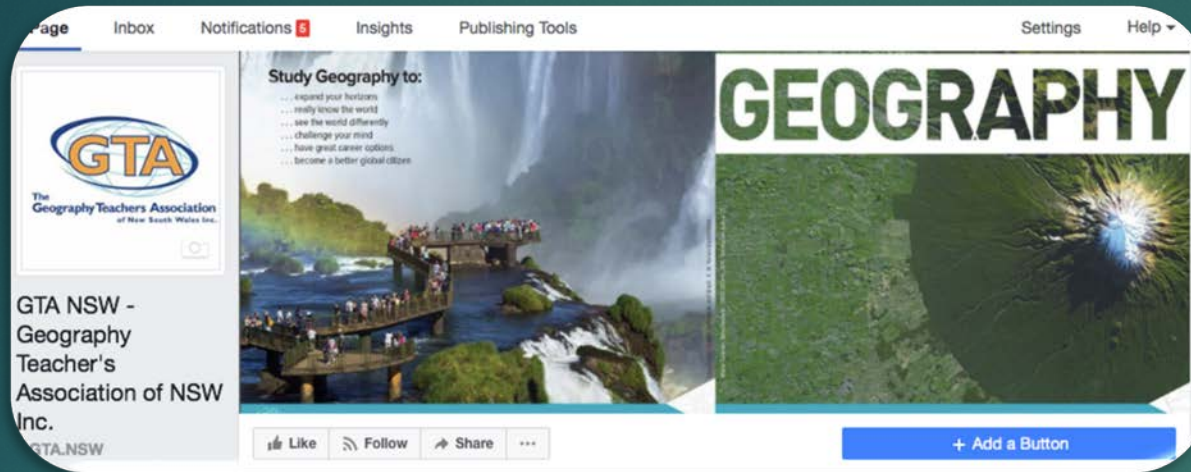 Page
Inbox
Notifications 6
Insights
Publishing Tools
Settings
Help
GTA
The
Geography Teachers Association
of New South Wales Inc.
GTA NSW -
Geography
Teacher's
Association of NSW
Inc.
GTA.NSW
Study Geography to:
. . . expand your horizons
. . . really know the world
. . . see the world differently
. . . challenge your mind
. . . have great career options
. . . become a better global citizen
GEOGRAPHY
Like
Follow
Share
...
+ Add a Button